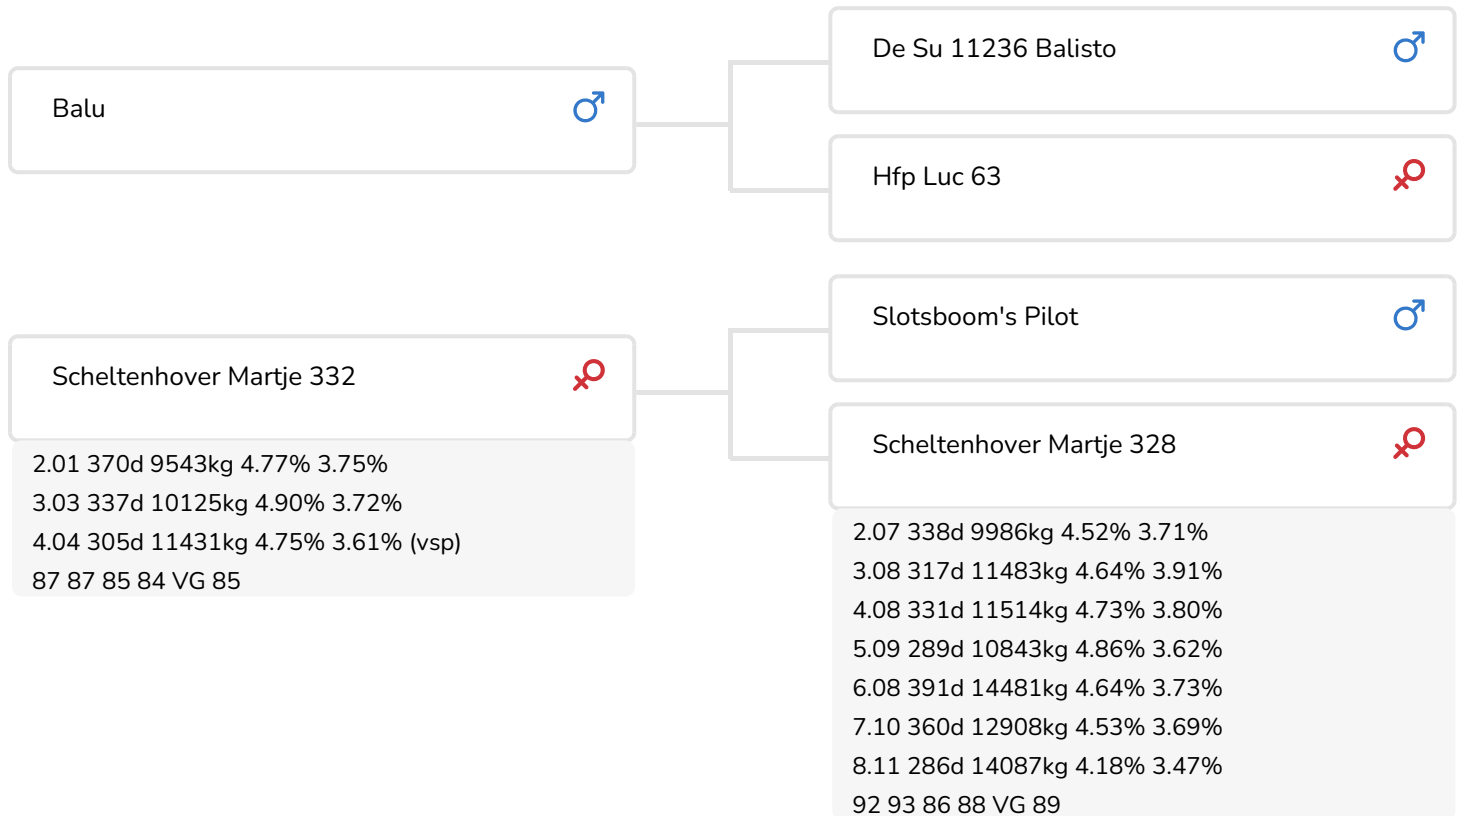 De Su 11236 Balisto
Balu
Hfp Luc 63
Slotsboom's Pilot
Scheltenhover Martje 332
2.01 370d 9543kg 4.77% 3.75%
3.03 337d 10125kg 4.90% 3.72%
4.04 305d 11431kg 4.75% 3.61% (vsp)
87 87 85 84 VG 85
Scheltenhover Martje 328
2.07 338d 9986kg 4.52% 3.71%
3.08 317d 11483kg 4.64% 3.91%
4.08 331d 11514kg 4.73% 3.80%
5.09 289d 10843kg 4.86% 3.62%
6.08 391d 14481kg 4.64% 3.73%
7.10 360d 12908kg 4.53% 3.69%
8.11 286d 14087kg 4.18% 3.47%
92 93 86 88 VG 89